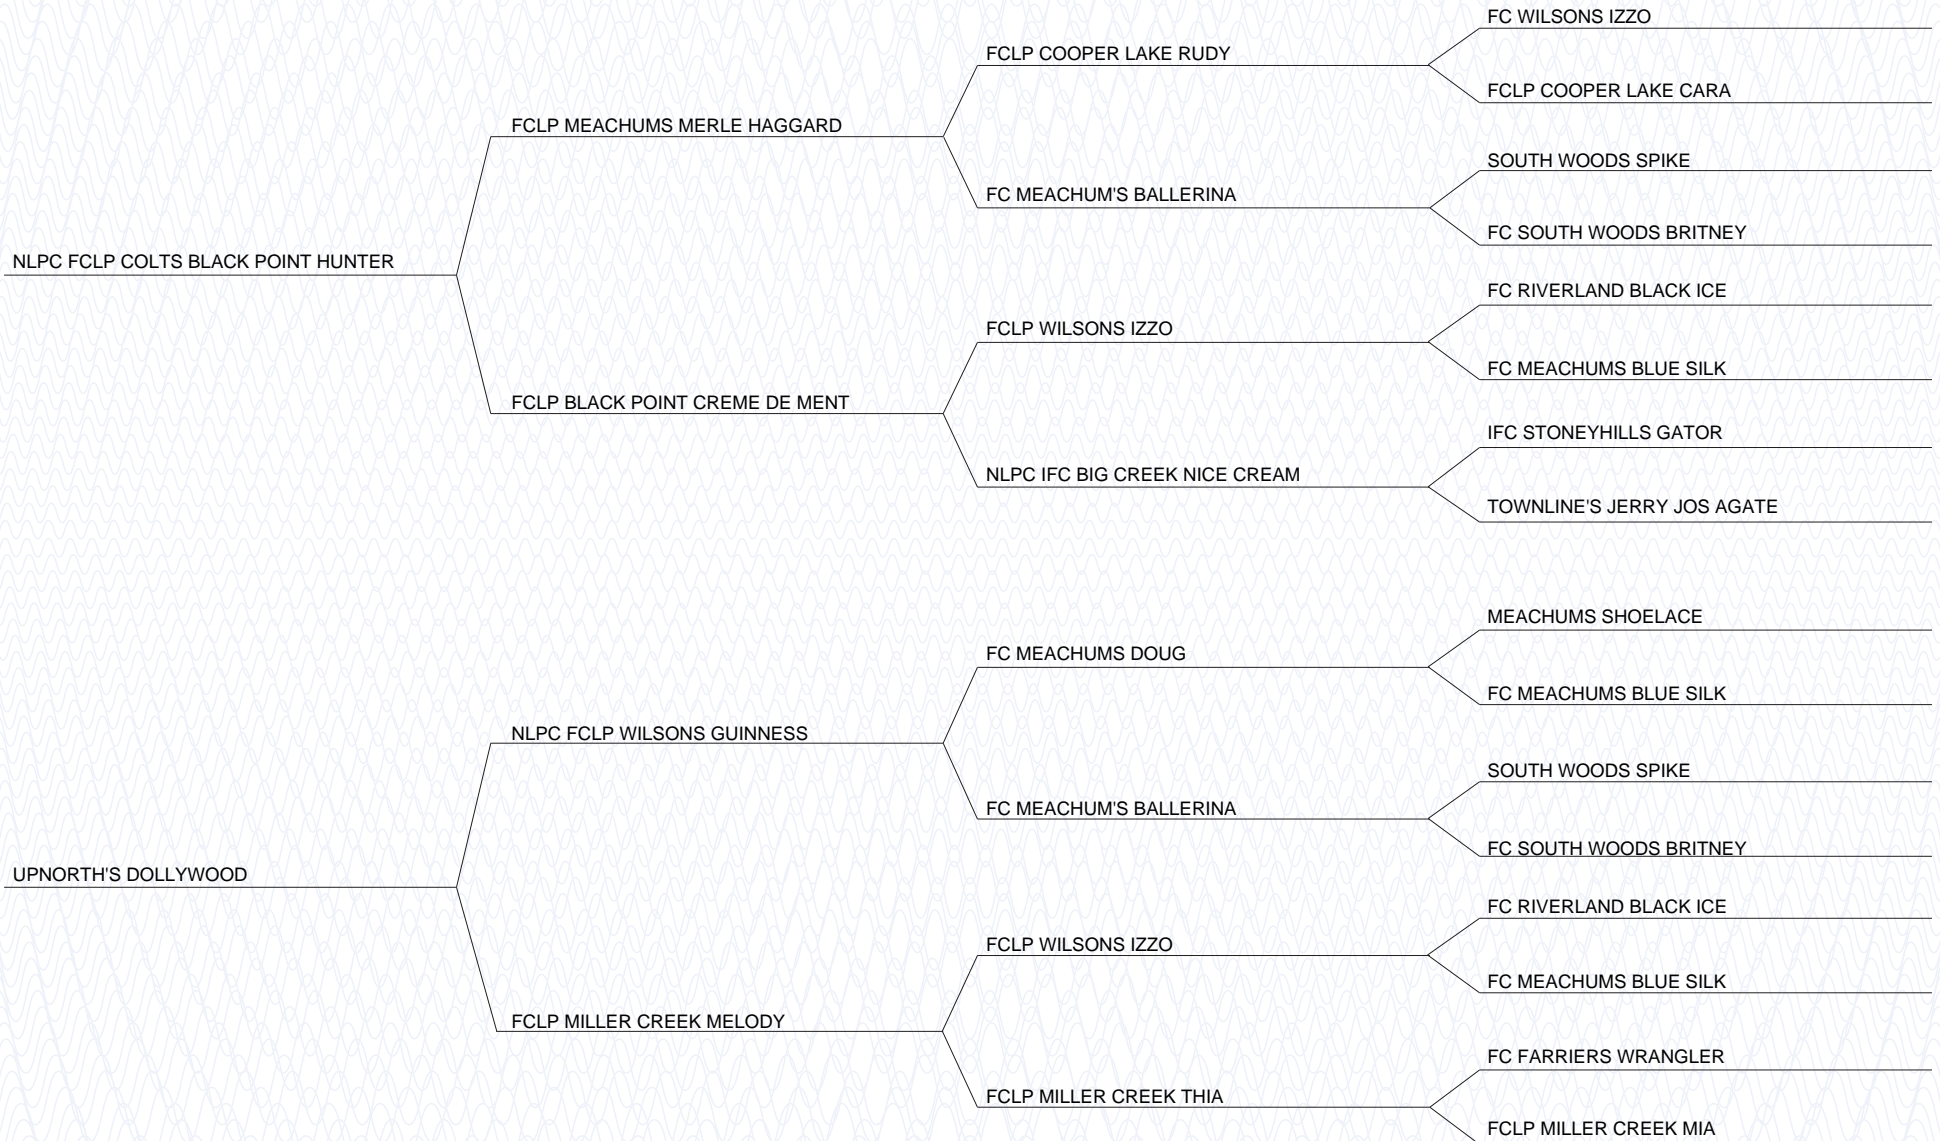 FC WILSONS IZZO
FCLP COOPER LAKE RUDY
FCLP COOPER LAKE CARA
FCLP MEACHUMS MERLE HAGGARD
SOUTH WOODS SPIKE
FC MEACHUM'S BALLERINA
FC SOUTH WOODS BRITNEY
NLPC FCLP COLTS BLACK POINT HUNTER
FC RIVERLAND BLACK ICE
FCLP WILSONS IZZO
FC MEACHUMS BLUE SILK
FCLP BLACK POINT CREME DE MENT
IFC STONEYHILLS GATOR
NLPC IFC BIG CREEK NICE CREAM
TOWNLINE'S JERRY JOS AGATE
MEACHUMS SHOELACE
FC MEACHUMS DOUG
FC MEACHUMS BLUE SILK
NLPC FCLP WILSONS GUINNESS
SOUTH WOODS SPIKE
FC MEACHUM'S BALLERINA
FC SOUTH WOODS BRITNEY
UPNORTH'S DOLLYWOOD
FC RIVERLAND BLACK ICE
FCLP WILSONS IZZO
FC MEACHUMS BLUE SILK
FCLP MILLER CREEK MELODY
FC FARRIERS WRANGLER
FCLP MILLER CREEK THIA
FCLP MILLER CREEK MIA